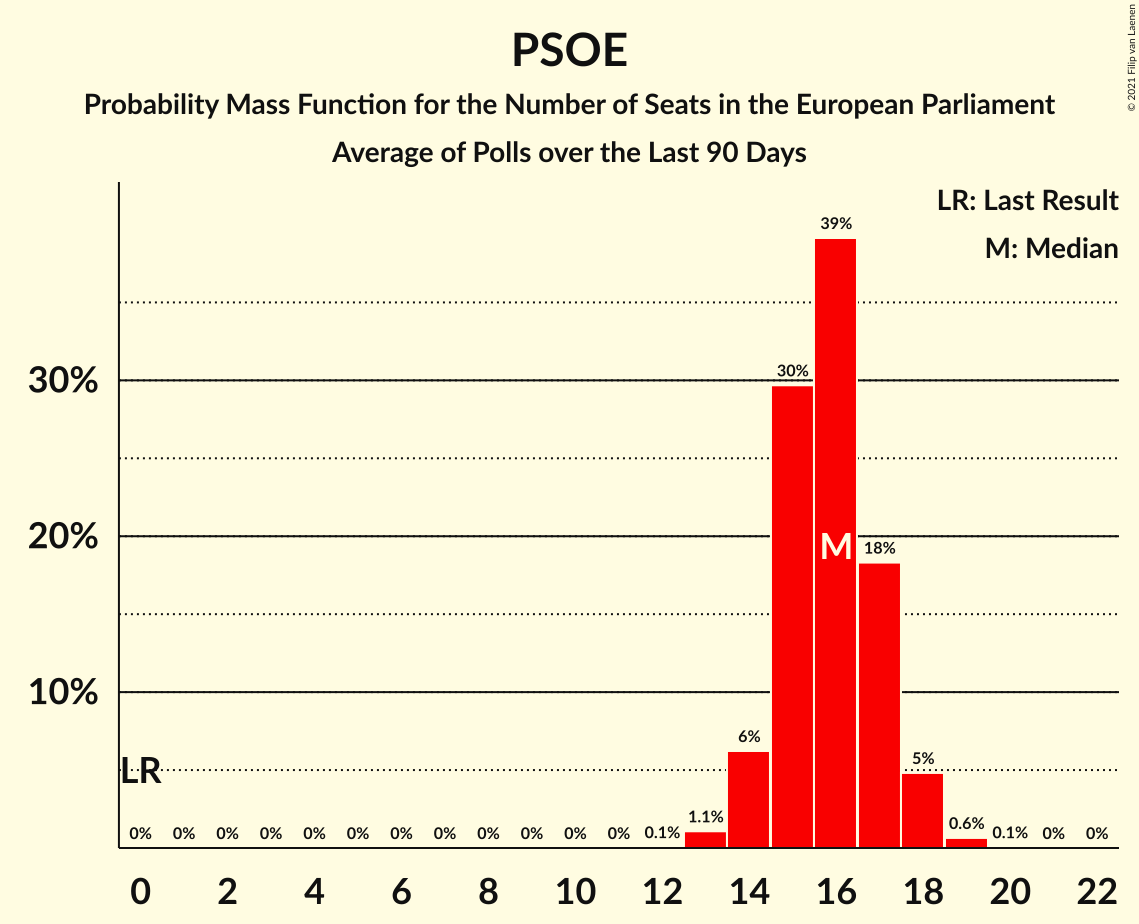 PSOE
Probability Mass Function for the Number of Seats in the European Parliament
Average of Polls over the Last 90 Days
© 2021 Filip van Laenen
LR: Last Result
M: Median
39%
30%
30%
20%
M
18%
10%
6%
5%
LR
1.1%
0.6%
0% 0% 0% 0% 0% 0% 0% 0% 0% 0% 0% 0% 0.1% 0.1% 0% 0%
0 2 4 6 8 10 12 14 16 18 20 22